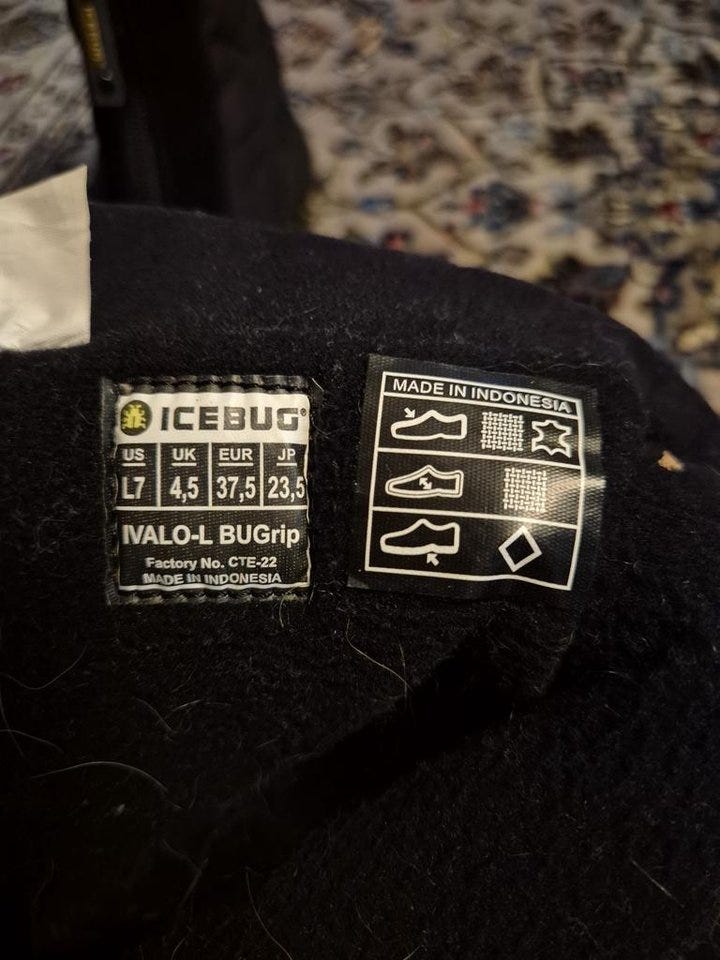 ICEBUG®
US UK EUR JP
L7 4,5 37,5 23,5
IVALO-L BUGrip
Factory No. CTE-22
MADE IN INDONESIA
MADE IN INDONESIA